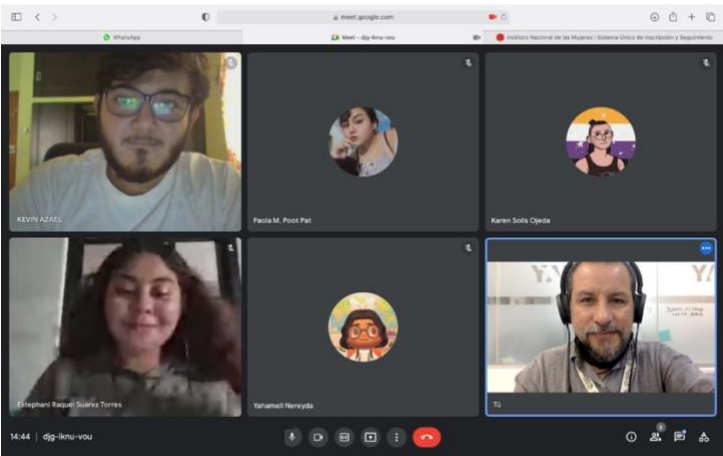 meet.google.com
WhatsApp
Meet – djg-iknu-vou
Instituto Nacional de las Mujeres | Sistema Único de Inscripción y Seguimiento
KEVIN AZAEL
Paola M. Poot Pat
Karen Solis Ojeda
Estephani Raquel Suarez Torres
Yahamell Nereyda
Tú
14:44 | djg-iknu-vou
6